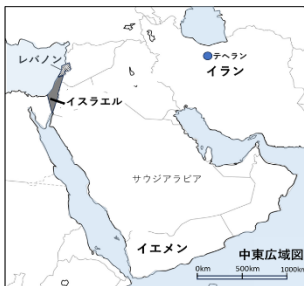 レバノン
テヘラン
イラン
イスラエル
サウジアラビア
イエメン
中東広域図
0km 500km 1000km